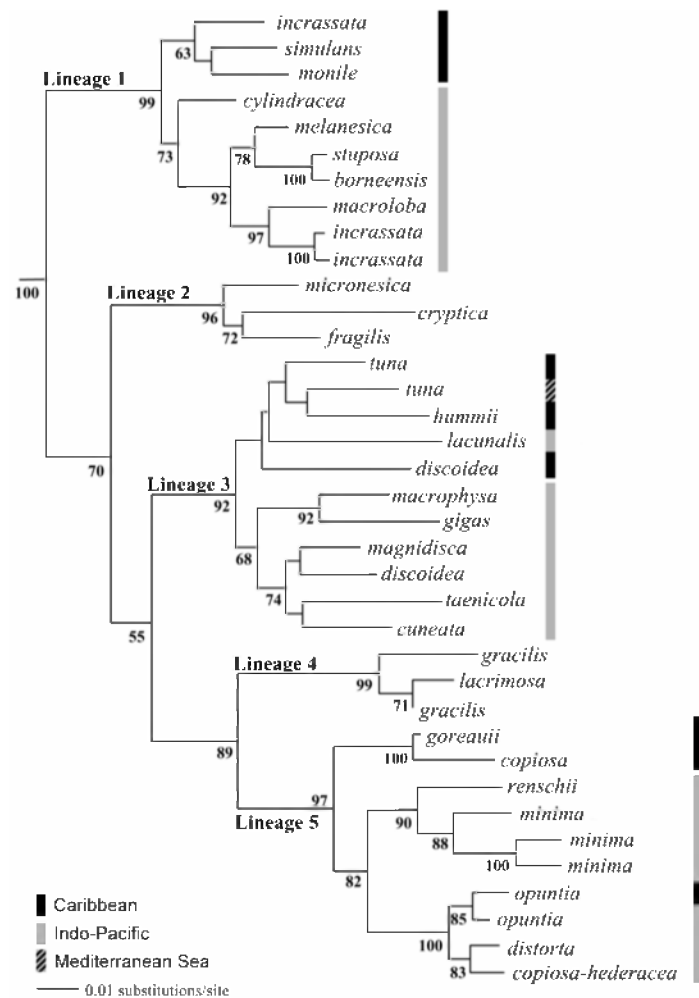 incrassata
simulans
63
monile
Lineage 1
99
cylindracea
melanesica
73
78
stuposa
100
borneensis
92
macroloba
97
incrassata
100
incrassata
100
Lineage 2
micronesica
96
cryptica
72
fragilis
tuna
tuna
hummii
lacunalis
70
discoidea
Lineage 3
92
macrophysa
92
gigas
68
magnidisca
discoidea
74
taenicola
cuneata
55
gracilis
Lineage 4
99
lacrimosa
71
gracilis
89
goreauii
100
copiosa
97
Lineage 5
renschii
90
minima
88
minima
100
minima
82
opuntia
85
opuntia
100
distorta
83
copiosa-hederacea
Caribbean
Indo-Pacific
Mediterranean Sea
0.01 substitutions/site